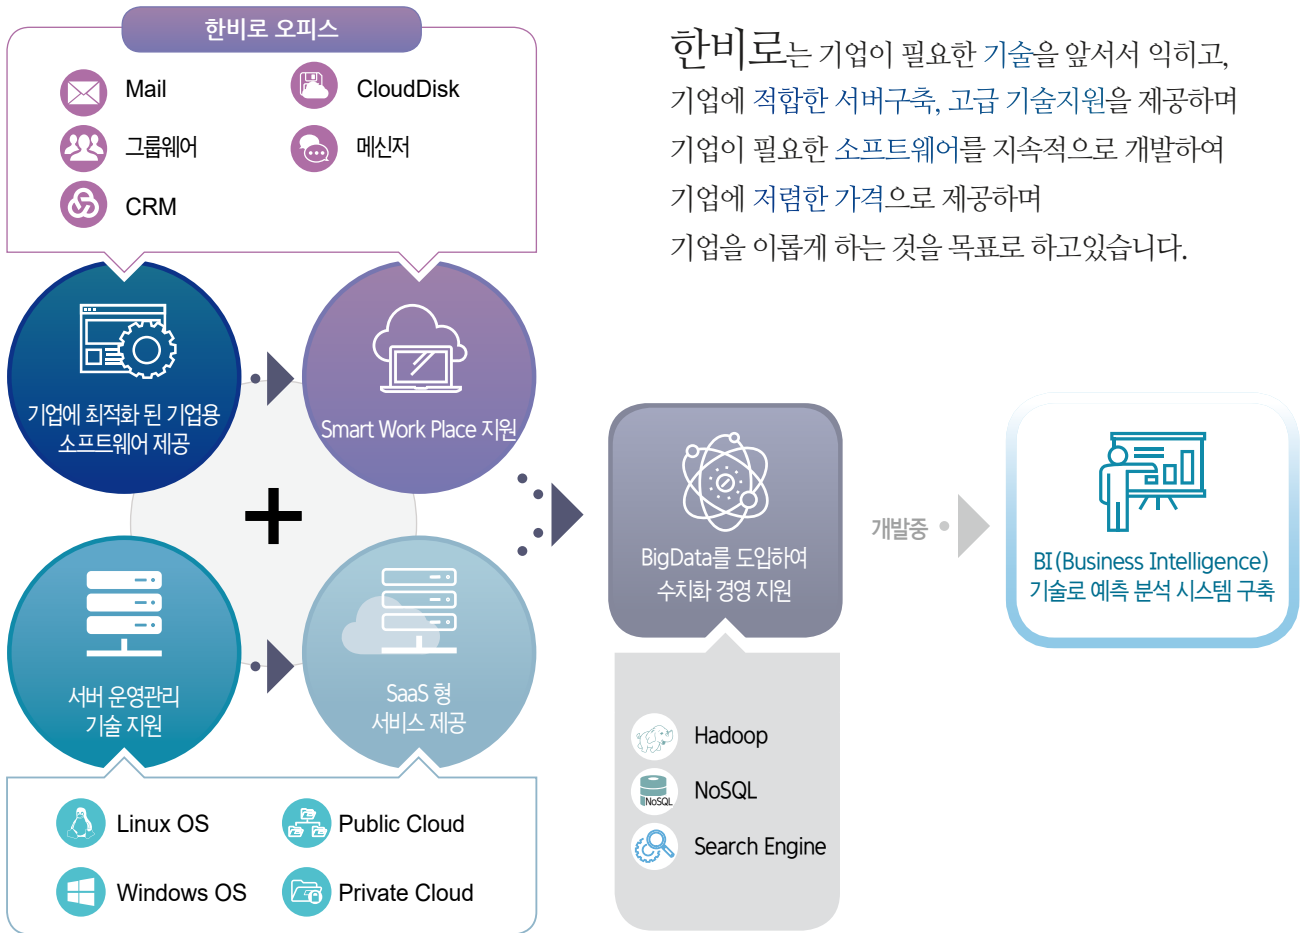 한비로 오피스
Mail
CloudDisk
그룹웨어
메신저
CRM
한비로는 기업이 필요한 기술을 앞서서 익히고,
기업에 적합한 서버구축, 고급 기술지원을 제공하며
기업이 필요한 소프트웨어를 지속적으로 개발하여
기업에 저렴한 가격으로 제공하며
기업을 이롭게 하는 것을 목표로 하고있습니다.
기업에 최적화 된 기업용
소프트웨어 제공
Smart Work Place 지원
+
서버 운영관리
기술 지원
SaaS 형
서비스 제공
Linux OS
Public Cloud
Windows OS
Private Cloud
BigData를 도입하여
수치화 경영 지원
Hadoop
NoSQL
NoSQL
Search Engine
개발중
BI(Business Intelligence)
기술로 예측 분석 시스템 구축